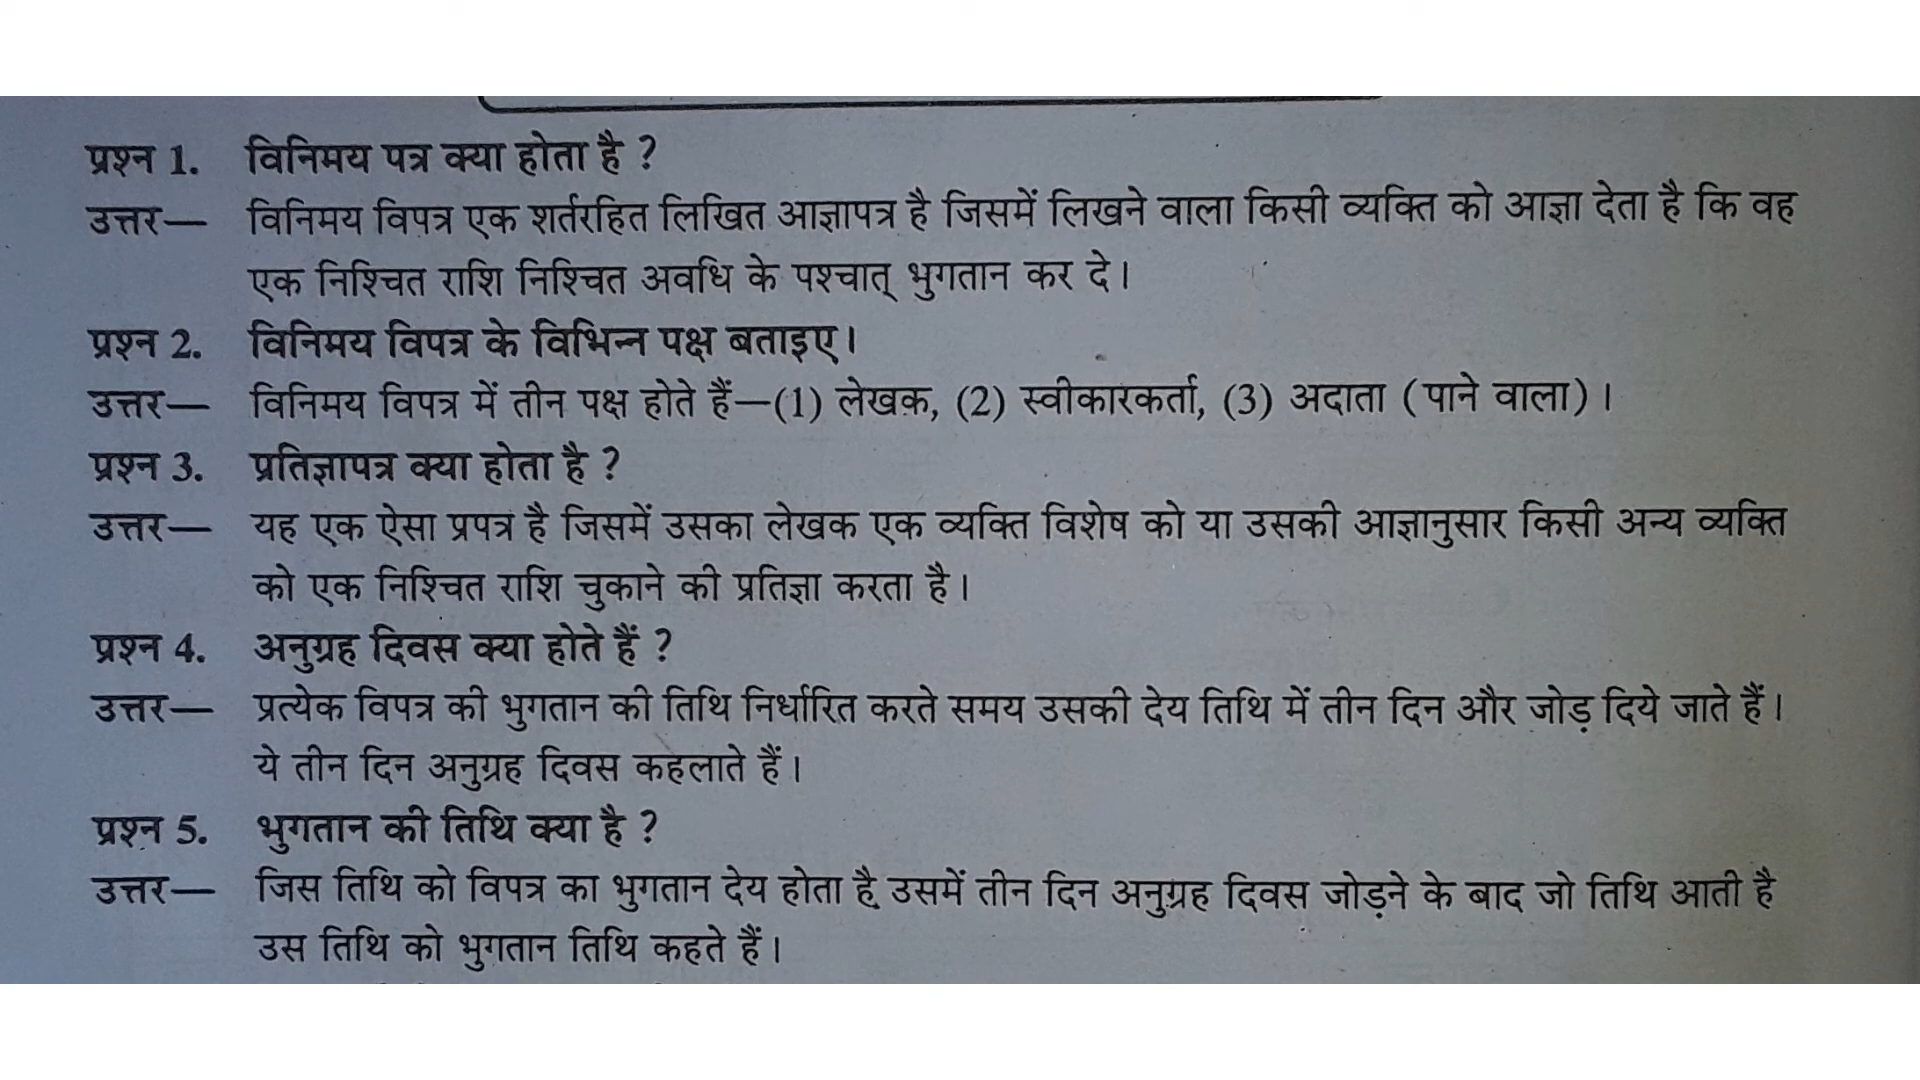 प्रश्न 1. विनिमय पत्र क्या होता है ?
उत्तर— विनिमय विपत्र एक शर्तरहित लिखित आज्ञापत्र है जिसमें लिखने वाला किसी व्यक्ति को आज्ञा देता है कि वह
एक निश्चित राशि निश्चित अवधि के पश्चात् भुगतान कर दे।
प्रश्न 2. विनिमय विपत्र के विभिन्न पक्ष बताइए।
उत्तर— विनिमय विपत्र में तीन पक्ष होते हैं—(1) लेखक, (2) स्वीकारकर्ता, (3) अदाता (पाने वाला)।
प्रश्न 3. प्रतिज्ञापत्र क्या होता है ?
उत्तर— यह एक ऐसा प्रपत्र है जिसमें उसका लेखक एक व्यक्ति विशेष को या उसकी आज्ञानुसार किसी अन्य व्यक्ति
को एक निश्चित राशि चुकाने की प्रतिज्ञा करता है।
प्रश्न 4. अनुग्रह दिवस क्या होते हैं ?
उत्तर— प्रत्येक विपत्र की भुगतान की तिथि निर्धारित करते समय उसकी देय तिथि में तीन दिन और जोड़ दिये जाते हैं।
ये तीन दिन अनुग्रह दिवस कहलाते हैं।
प्रश्न 5. भुगतान की तिथि क्या है ?
उत्तर— जिस तिथि को विपत्र का भुगतान देय होता है, उसमें तीन दिन अनुग्रह दिवस जोड़ने के बाद जो तिथि आती है
उस तिथि को भुगतान तिथि कहते हैं।